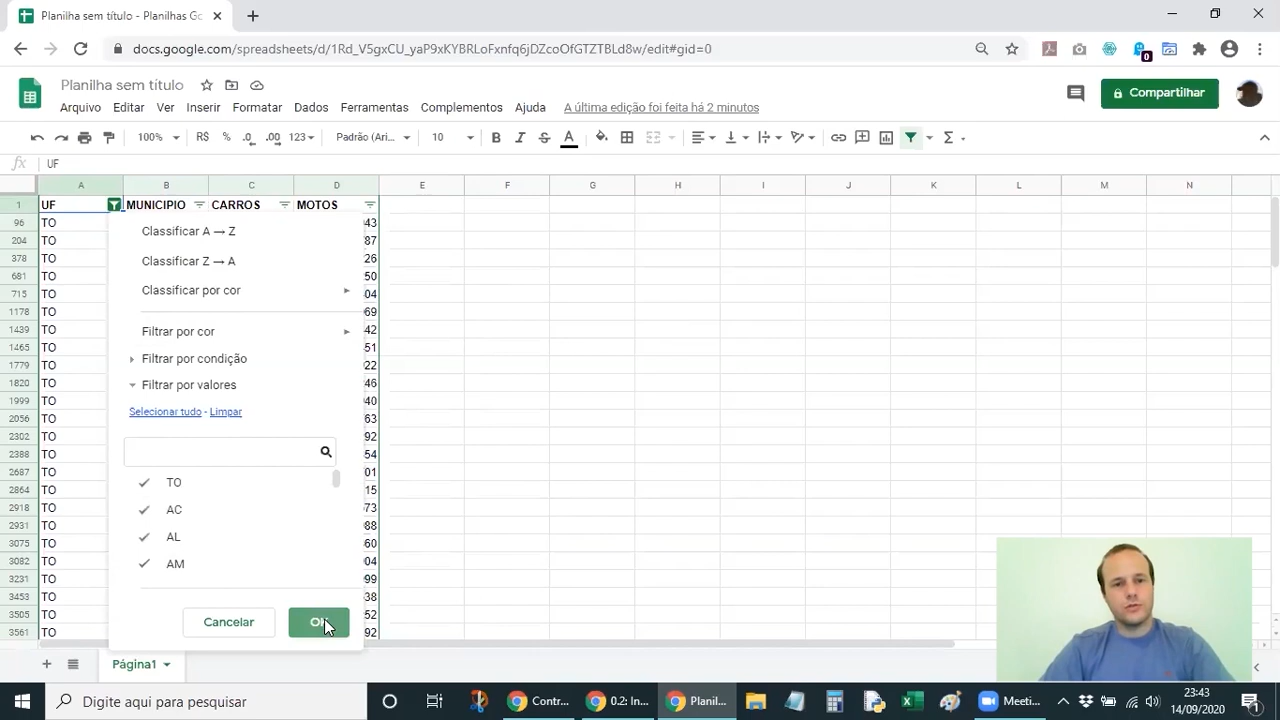 Planilha sem título - Planilhas Go
docs.google.com/spreadsheets/d/1Rd_V5gxCU_yaP9xKYBRLoFxnfq6jDZcoOfGTZTBLd8w/edit#gid=0
0
Planilha sem título
Arquivo Editar Ver Inserir Formatar Dados Ferramentas Complementos Ajuda A última edição foi feita há 2 minutos
Compartilhar
100% R$ % .0 .00 123 Padrão (Ari... 10 B I S A Σ
fx UF
A B C D E F G H I J K L M N
1 UF MUNICIPIO CARROS MOTOS
96 TO 43
204 TO 87
378 TO 26
681 TO 50
715 TO 04
1178 TO 69
1439 TO 42
1465 TO 51
1779 TO 22
1820 TO 46
1999 TO 40
2056 TO 63
2302 TO 92
2388 TO 54
2687 TO 01
2864 TO 15
2918 TO 73
2931 TO 88
3075 TO 60
3082 TO 04
3231 TO 99
3453 TO 38
3505 TO 52
3561 TO 92
Classificar A → Z
Classificar Z → A
Classificar por cor
Filtrar por cor
Filtrar por condição
Filtrar por valores
Selecionar tudo - Limpar
TO
AC
AL
AM
Cancelar OK
Página1
Digite aqui para pesquisar
Contr...
0.2: In...
Planil...
Meeti...
23:43
14/09/2020
1